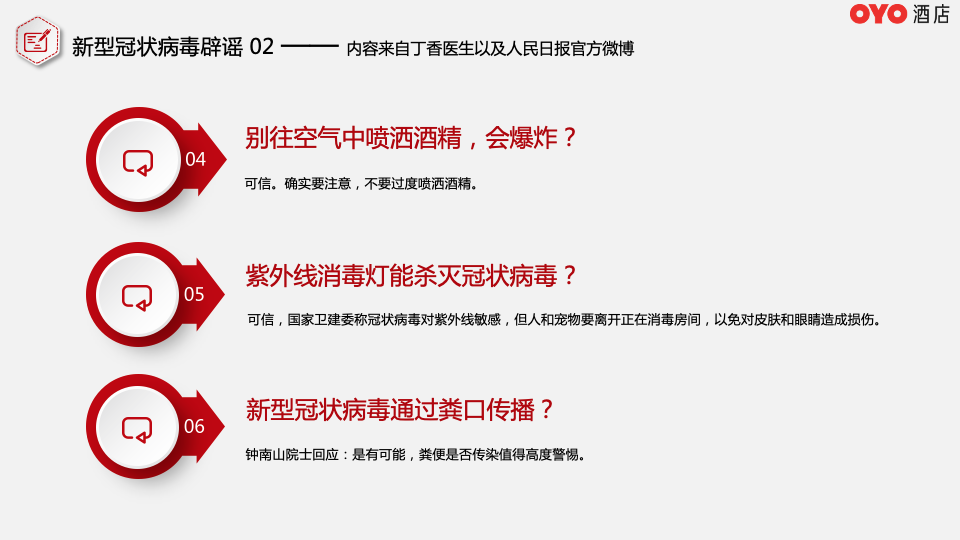 OYO 酒店
新型冠状病毒辟谣 02 —— 内容来自丁香医生以及人民日报官方微博
04
别往空气中喷洒酒精，会爆炸？
可信。确实要注意，不要过度喷洒酒精。
05
紫外线消毒灯能杀灭冠状病毒？
可信，国家卫建委称冠状病毒对紫外线敏感，但人和宠物要离开正在消毒房间，以免对皮肤和眼睛造成损伤。
06
新型冠状病毒通过粪口传播？
钟南山院士回应：是有可能，粪便是否传染值得高度警惕。